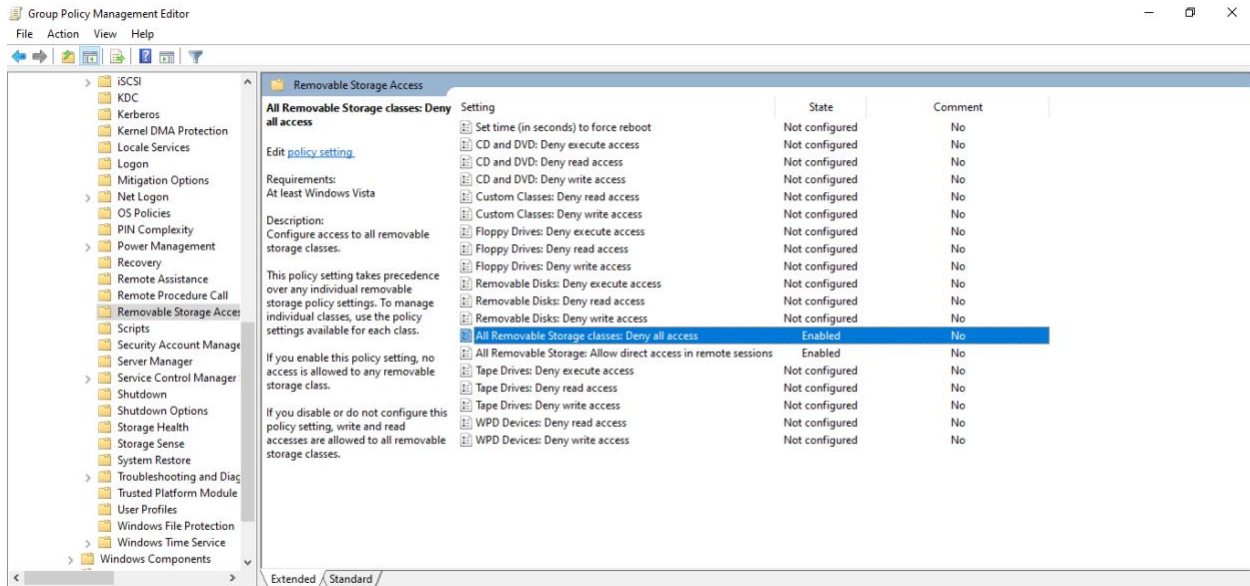 Group Policy Management Editor
File Action View Help
iSCSI
KDC
Kerberos
Kernel DMA Protection
Locale Services
Logon
Mitigation Options
Net Logon
OS Policies
PIN Complexity
Power Management
Recovery
Remote Assistance
Remote Procedure Call
Removable Storage Acces
Scripts
Security Account Manage
Server Manager
Service Control Manager
Shutdown
Shutdown Options
Storage Health
Storage Sense
System Restore
Troubleshooting and Diag
Trusted Platform Module
User Profiles
Windows File Protection
Windows Time Service
Windows Components
Removable Storage Access
All Removable Storage classes: Deny
all access
Edit policy setting
Requirements:
At least Windows Vista
Description:
Configure access to all removable
storage classes.
This policy setting takes precedence
over any individual removable
storage policy settings. To manage
individual classes, use the policy
settings available for each class.
If you enable this policy setting, no
access is allowed to any removable
storage class.
If you disable or do not configure this
policy setting, write and read
accesses are allowed to all removable
storage classes.
Setting State Comment
Set time (in seconds) to force reboot Not configured No
CD and DVD: Deny execute access Not configured No
CD and DVD: Deny read access Not configured No
CD and DVD: Deny write access Not configured No
Custom Classes: Deny read access Not configured No
Custom Classes: Deny write access Not configured No
Floppy Drives: Deny execute access Not configured No
Floppy Drives: Deny read access Not configured No
Floppy Drives: Deny write access Not configured No
Removable Disks: Deny execute access Not configured No
Removable Disks: Deny read access Not configured No
Removable Disks: Deny write access Not configured No
All Removable Storage classes: Deny all access Enabled No
All Removable Storage: Allow direct access in remote sessions Enabled No
Tape Drives: Deny execute access Not configured No
Tape Drives: Deny read access Not configured No
Tape Drives: Deny write access Not configured No
WPD Devices: Deny read access Not configured No
WPD Devices: Deny write access Not configured No
Extended Standard